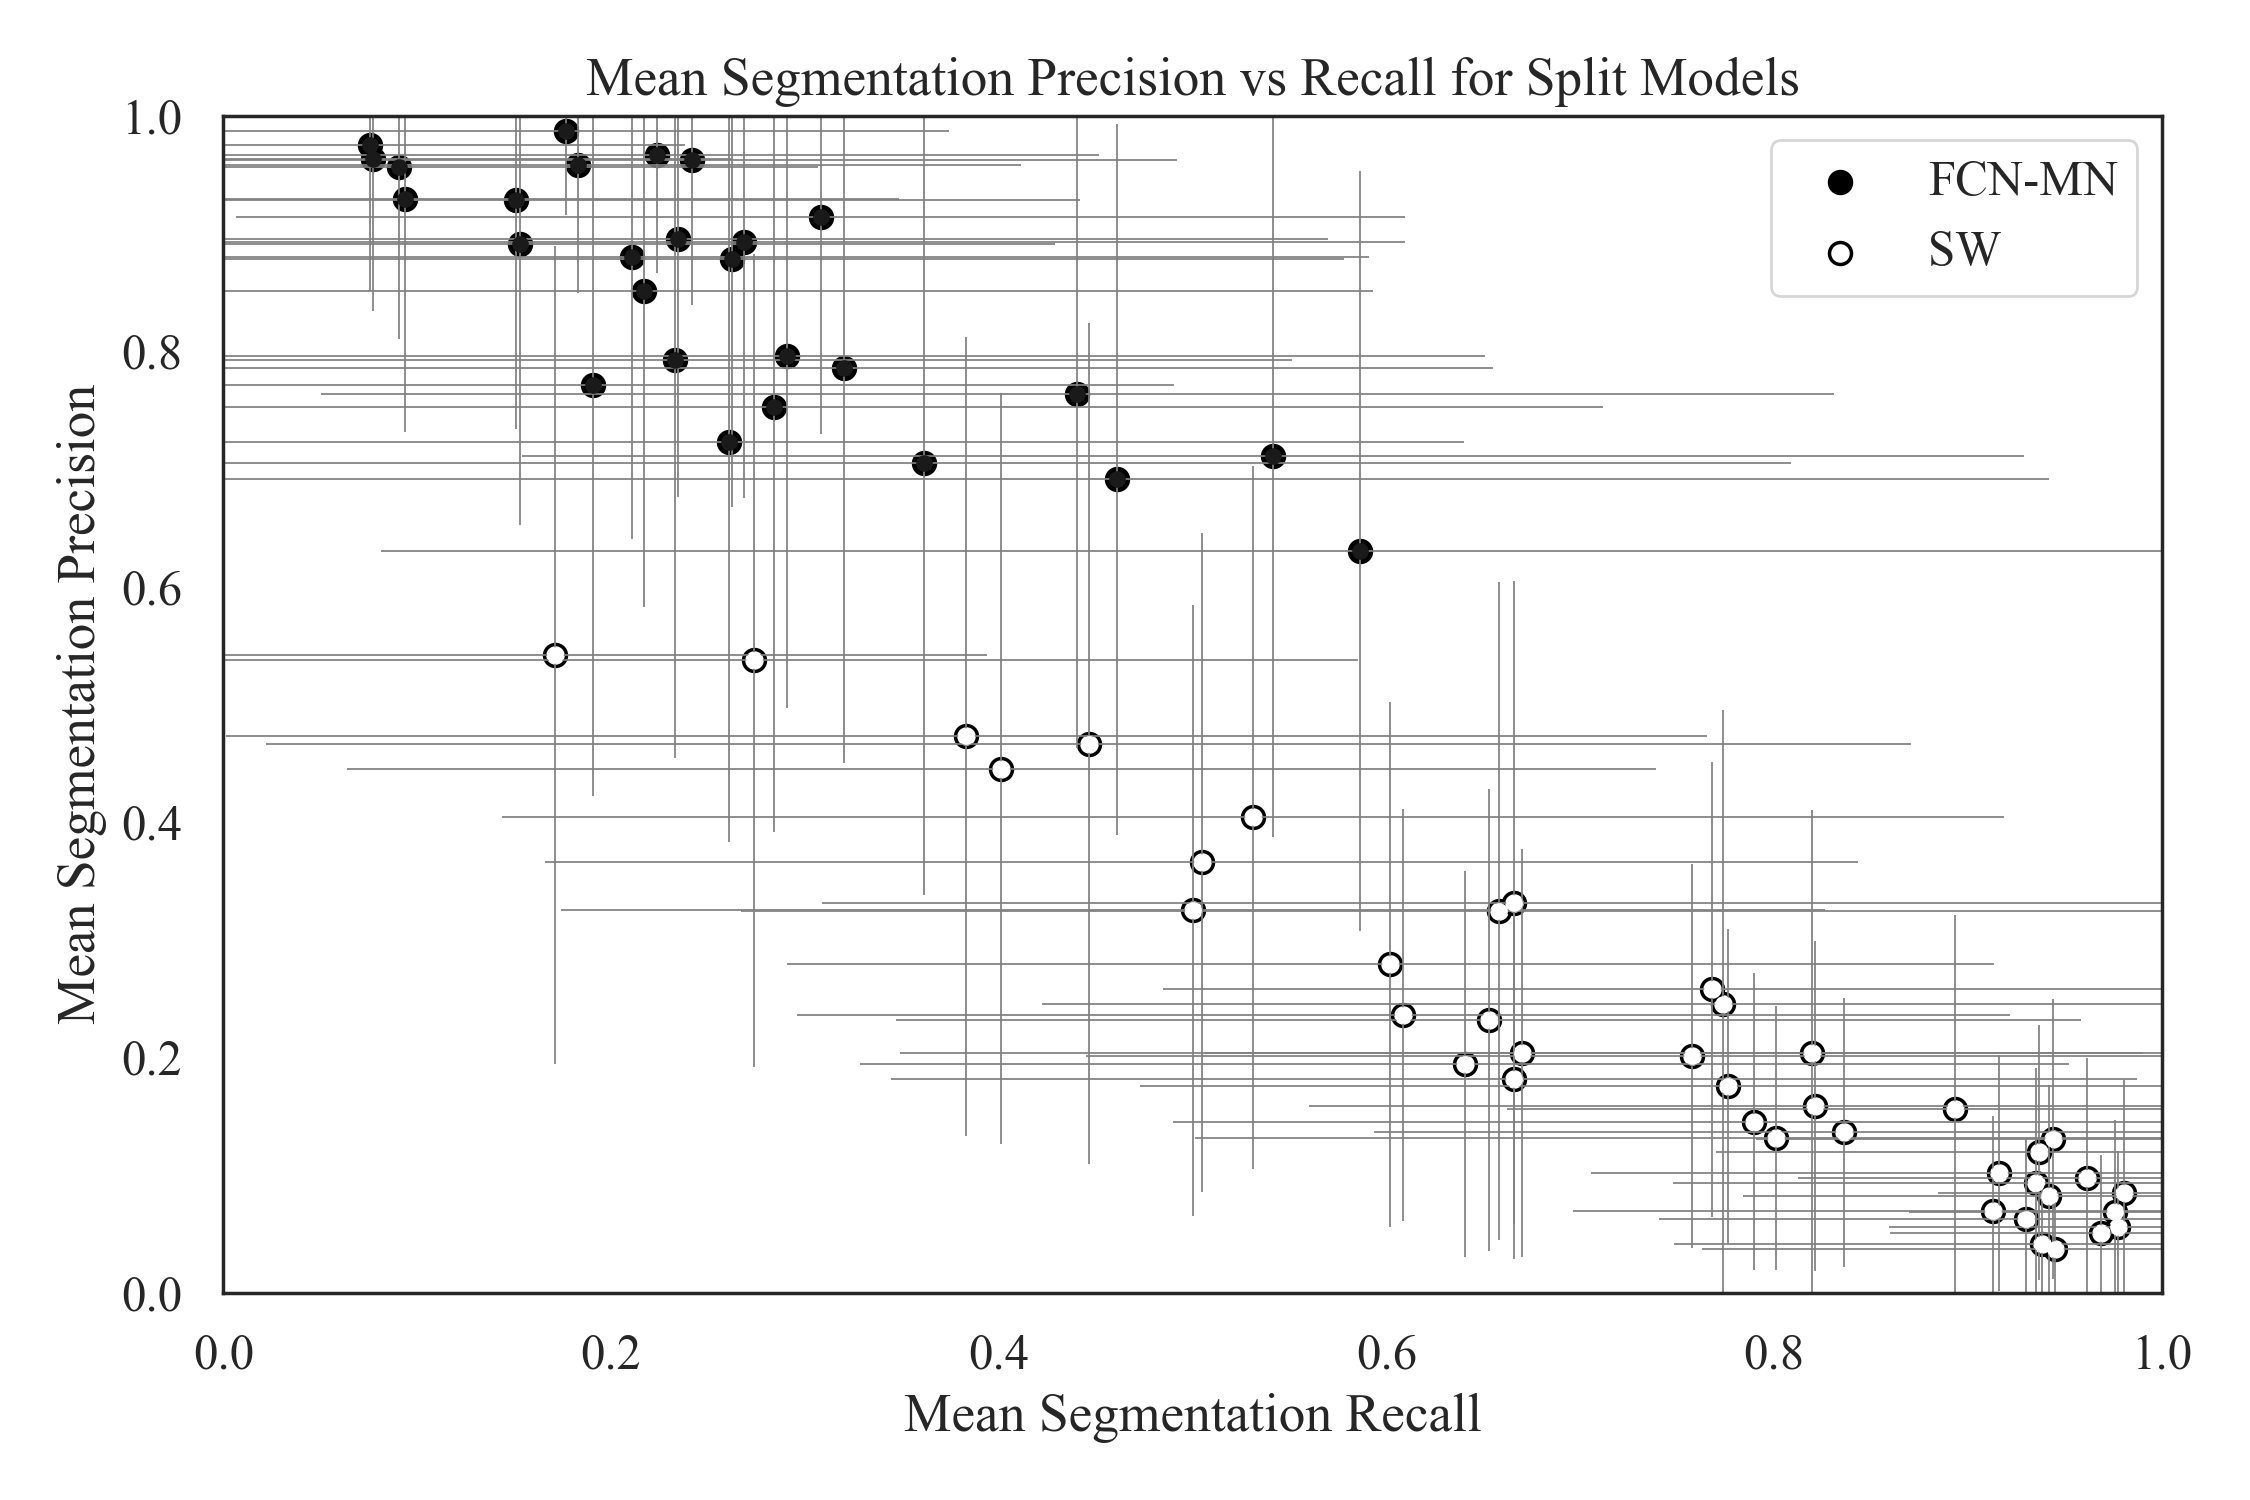 Mean Segmentation Precision vs Recall for Split Models
1.0
0.8
0.6
0.4
0.2
0.0
Mean Segmentation Precision
FCN-MN
SW
0.0 0.2 0.4 0.6 0.8 1.0
Mean Segmentation Recall